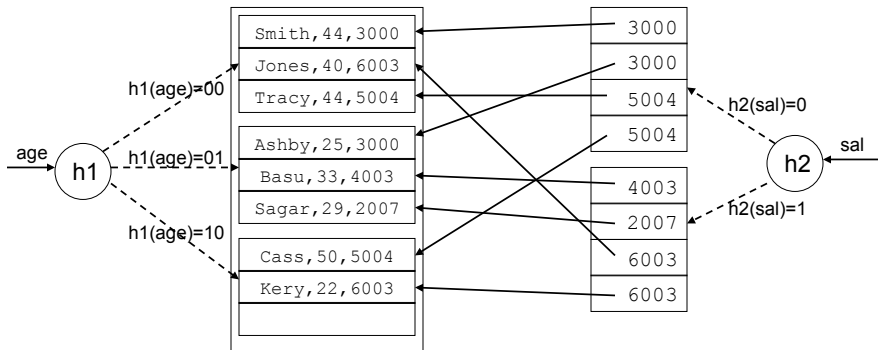 age
h1
h1(age)=00
h1(age)=01
h1(age)=10
Smith,44,3000
Jones,40,6003
Tracy,44,5004
Ashby,25,3000
Basu,33,4003
Sagar,29,2007
Cass,50,5004
Kery,22,6003
3000
3000
5004
5004
4003
2007
6003
6003
h2(sal)=0
h2(sal)=1
h2
sal